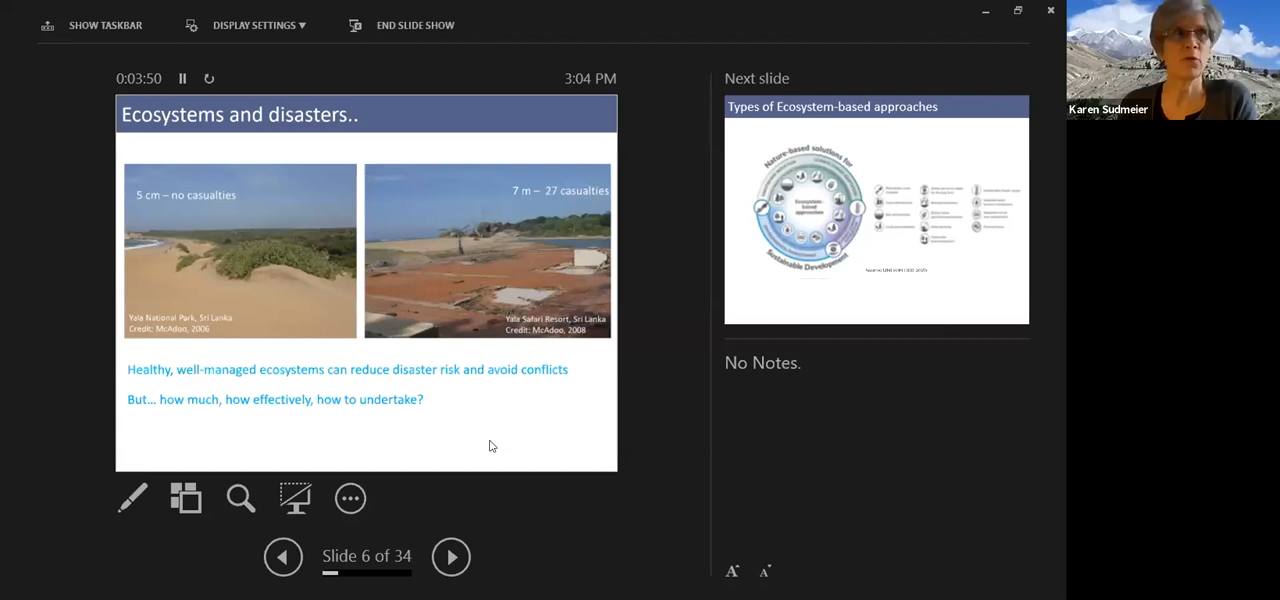 SHOW TASKBAR
DISPLAY SETTINGS ▼
END SLIDE SHOW
0:03:50
3:04 PM
Ecosystems and disasters..
5 cm – no casualties
7 m – 27 casualties
Yala National Park, Sri Lanka
Credit: McAdoo, 2006
Yala Safari Resort, Sri Lanka
Credit: McAdoo, 2008
Healthy, well-managed ecosystems can reduce disaster risk and avoid conflicts
But... how much, how effectively, how to undertake?
Slide 6 of 34
Next slide
Types of Ecosystem-based approaches
Nature-based solutions for
Ecosystem-
based
approaches
Sustainable Development
No Notes.
A A
Karen Sudmeier